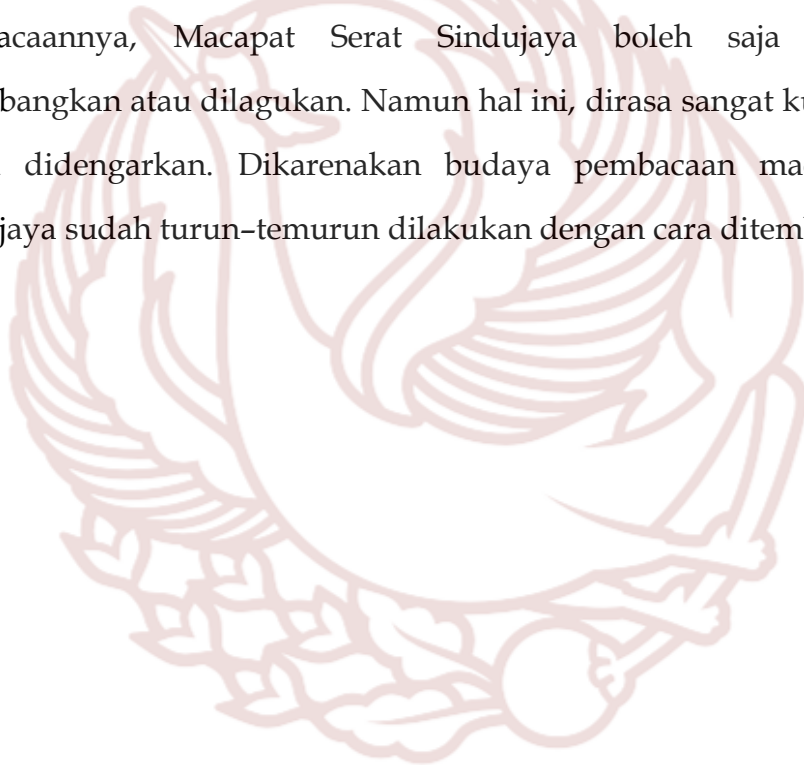 acaannya, Macapat Serat Sindujaya boleh saja
bangkan atau dilagukan. Namun hal ini, dirasa sangat ku
didengarkan. Dikarenakan budaya pembacaan ma
jaya sudah turun–temurun dilakukan dengan cara ditem